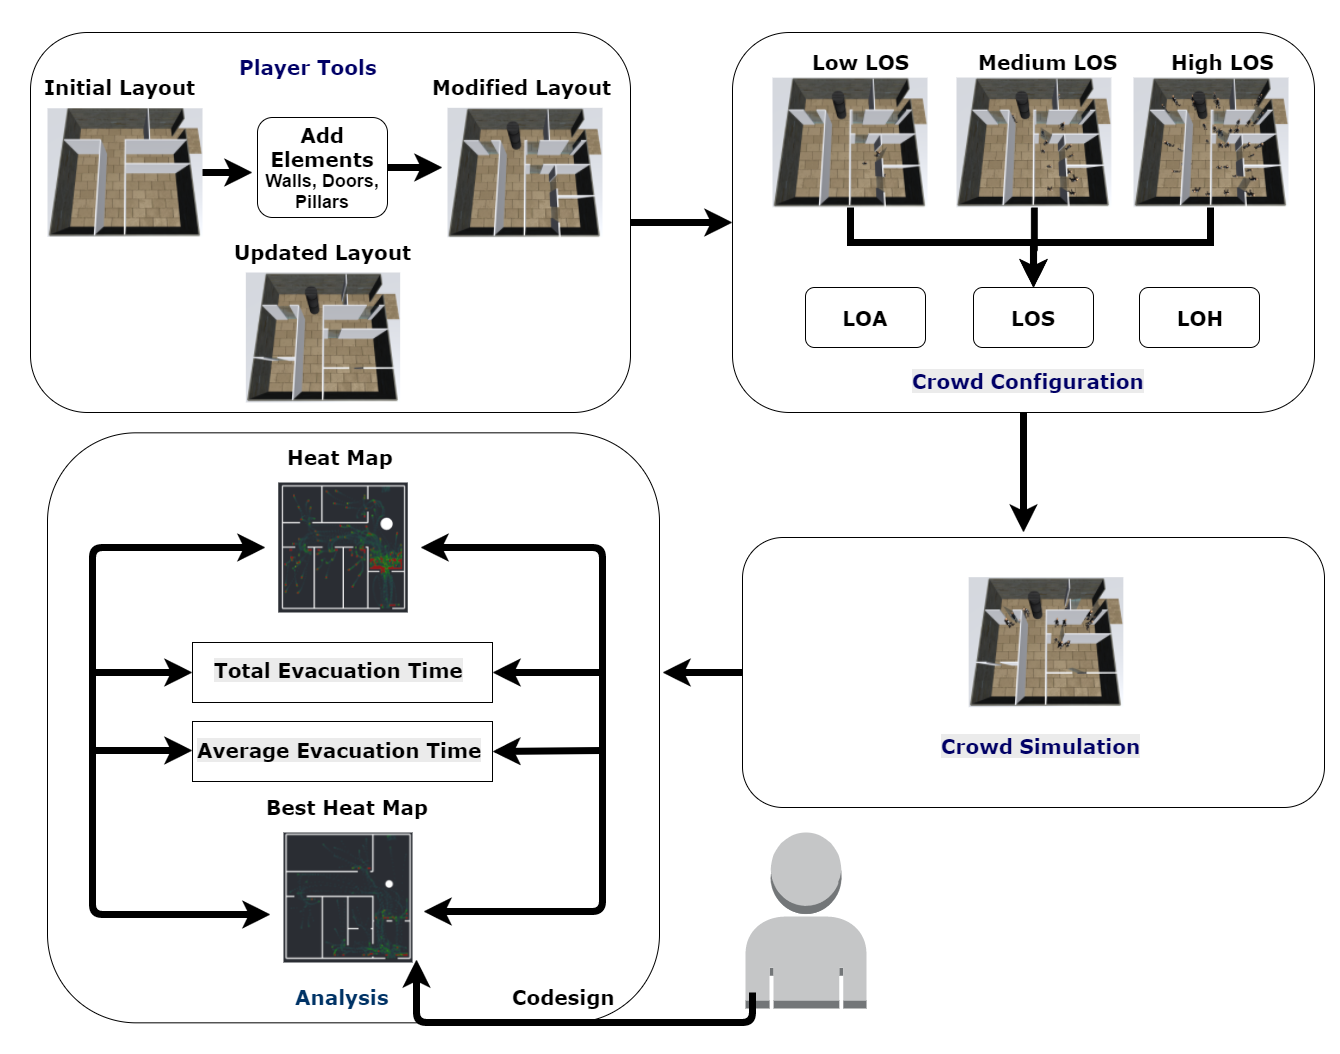 Player Tools
Initial Layout
Modified Layout
Add
Elements
Walls, Doors,
Pillars
Updated Layout
Low LOS
Medium LOS
High LOS
LOA
LOS
LOH
Crowd Configuration
Heat Map
Total Evacuation Time
Average Evacuation Time
Best Heat Map
Analysis
Codesign
Crowd Simulation